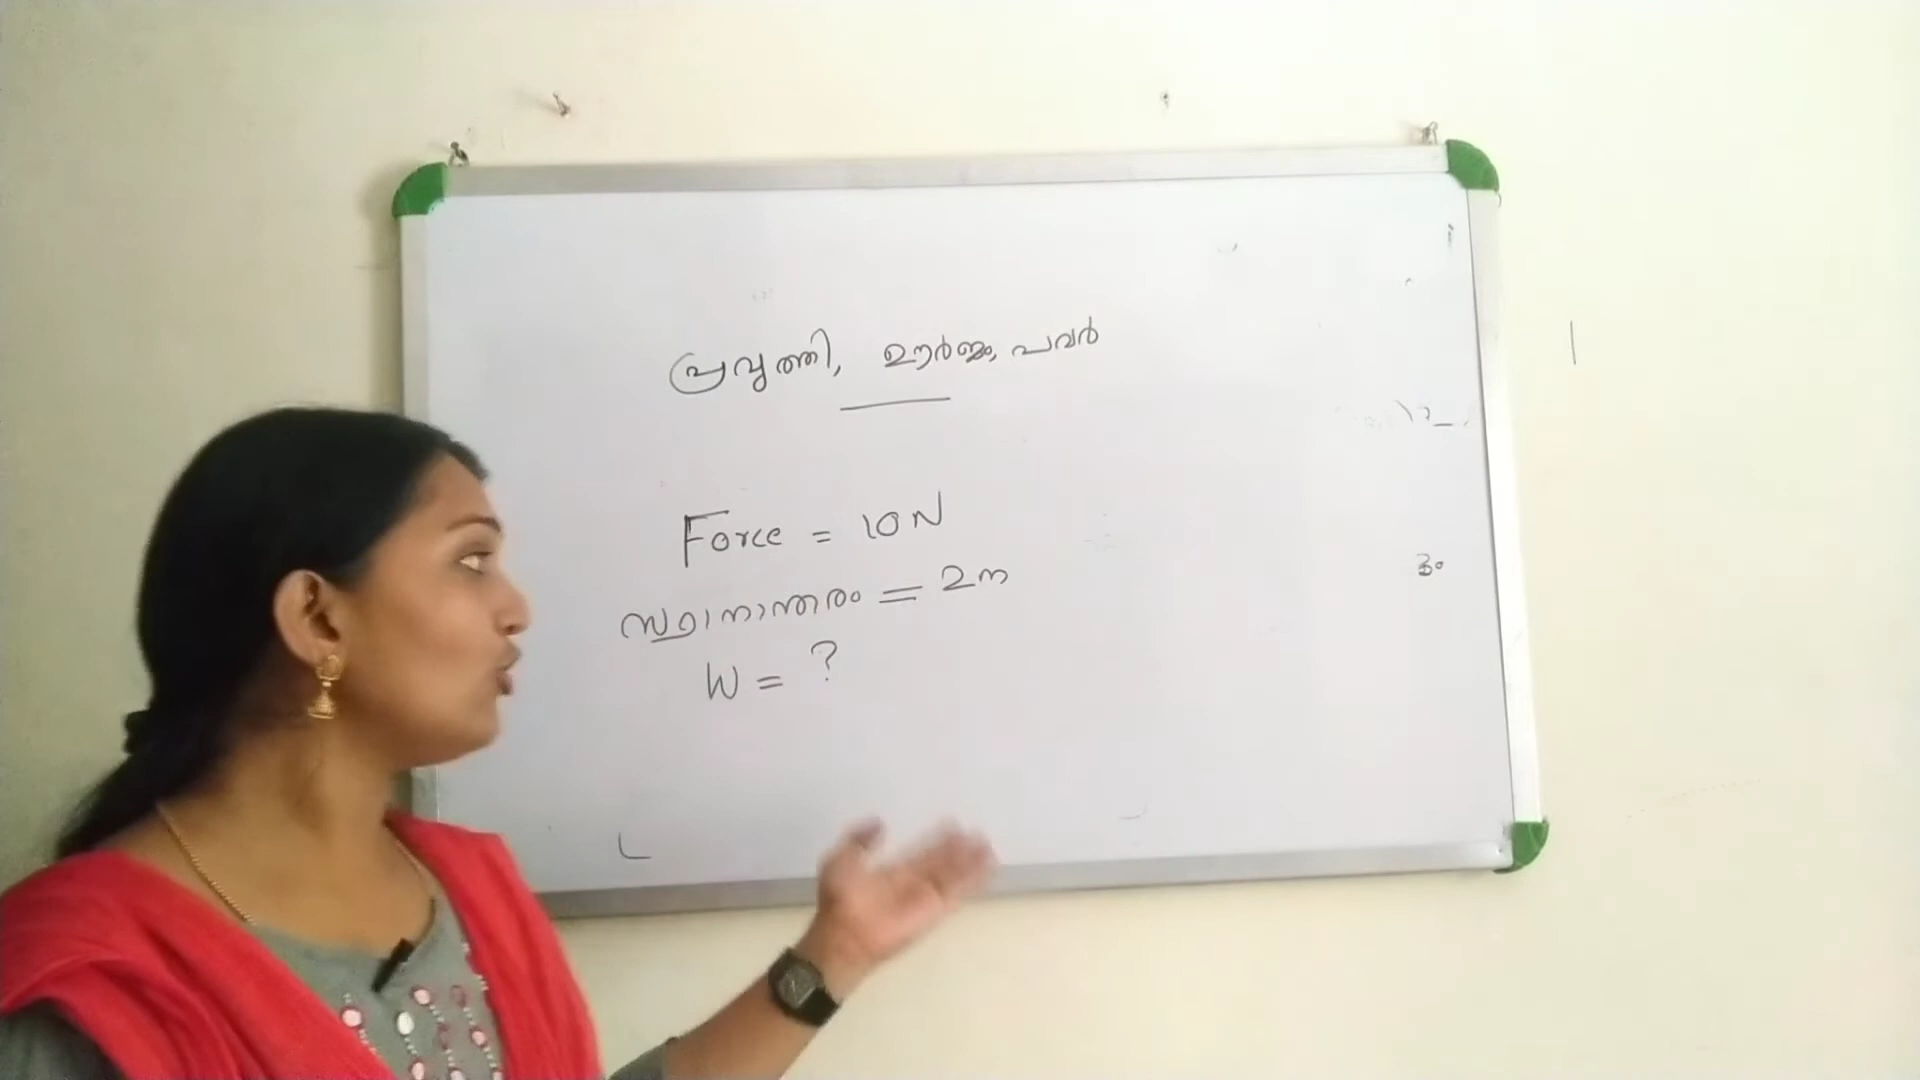 പ്രവൃത്തി, ഊർജം, പവർ
Force = 10N
സ്ഥാനാന്തരം = 2m
W = ?